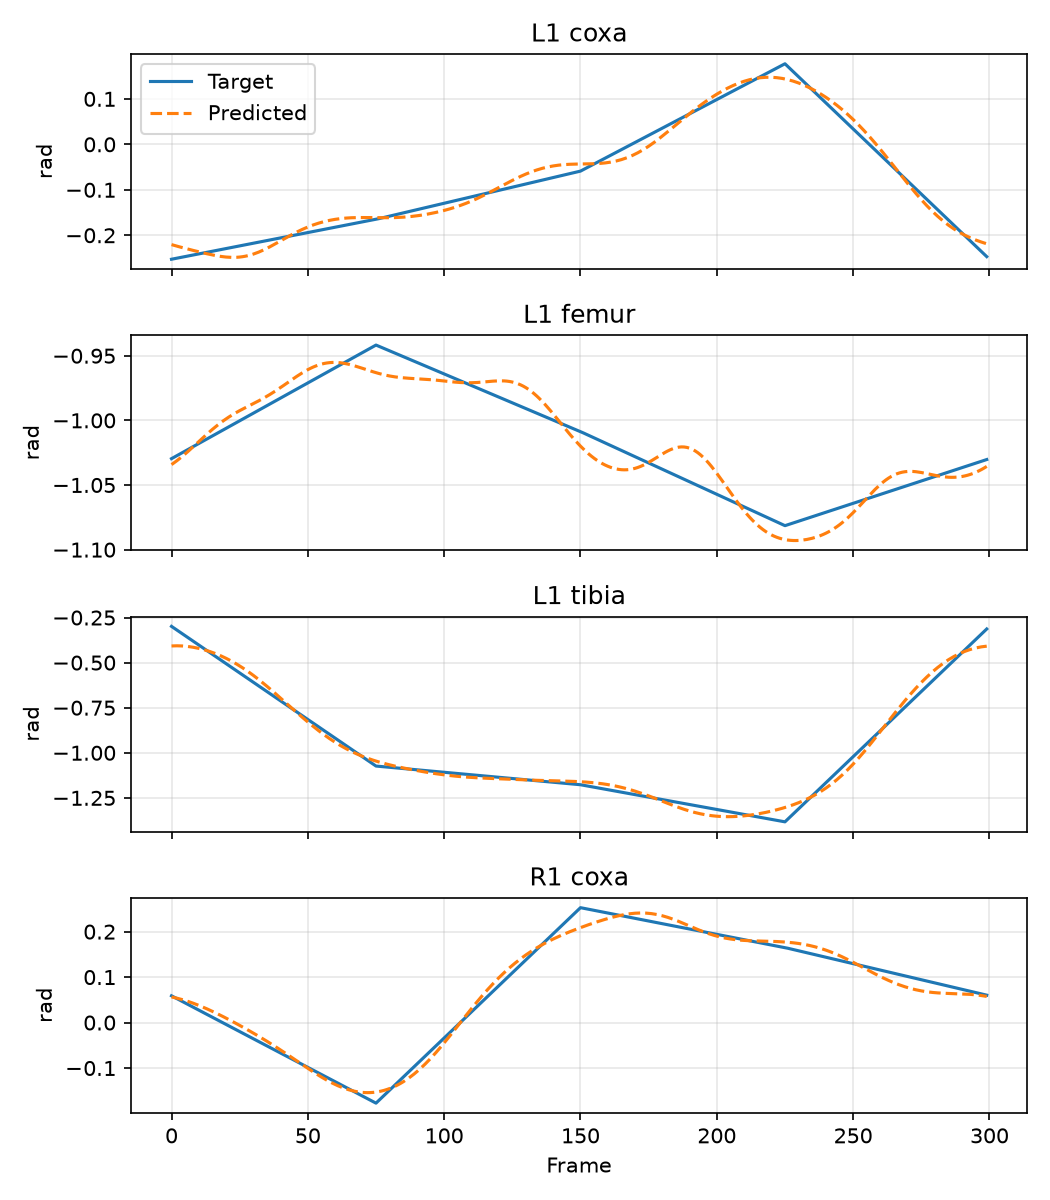 L1 coxa
Target
Predicted
0.1
0.0
−0.1
−0.2
rad
L1 femur
−0.95
−1.00
−1.05
−1.10
rad
L1 tibia
−0.25
−0.50
−0.75
−1.00
−1.25
rad
R1 coxa
0.2
0.1
0.0
−0.1
rad
0 50 100 150 200 250 300
Frame